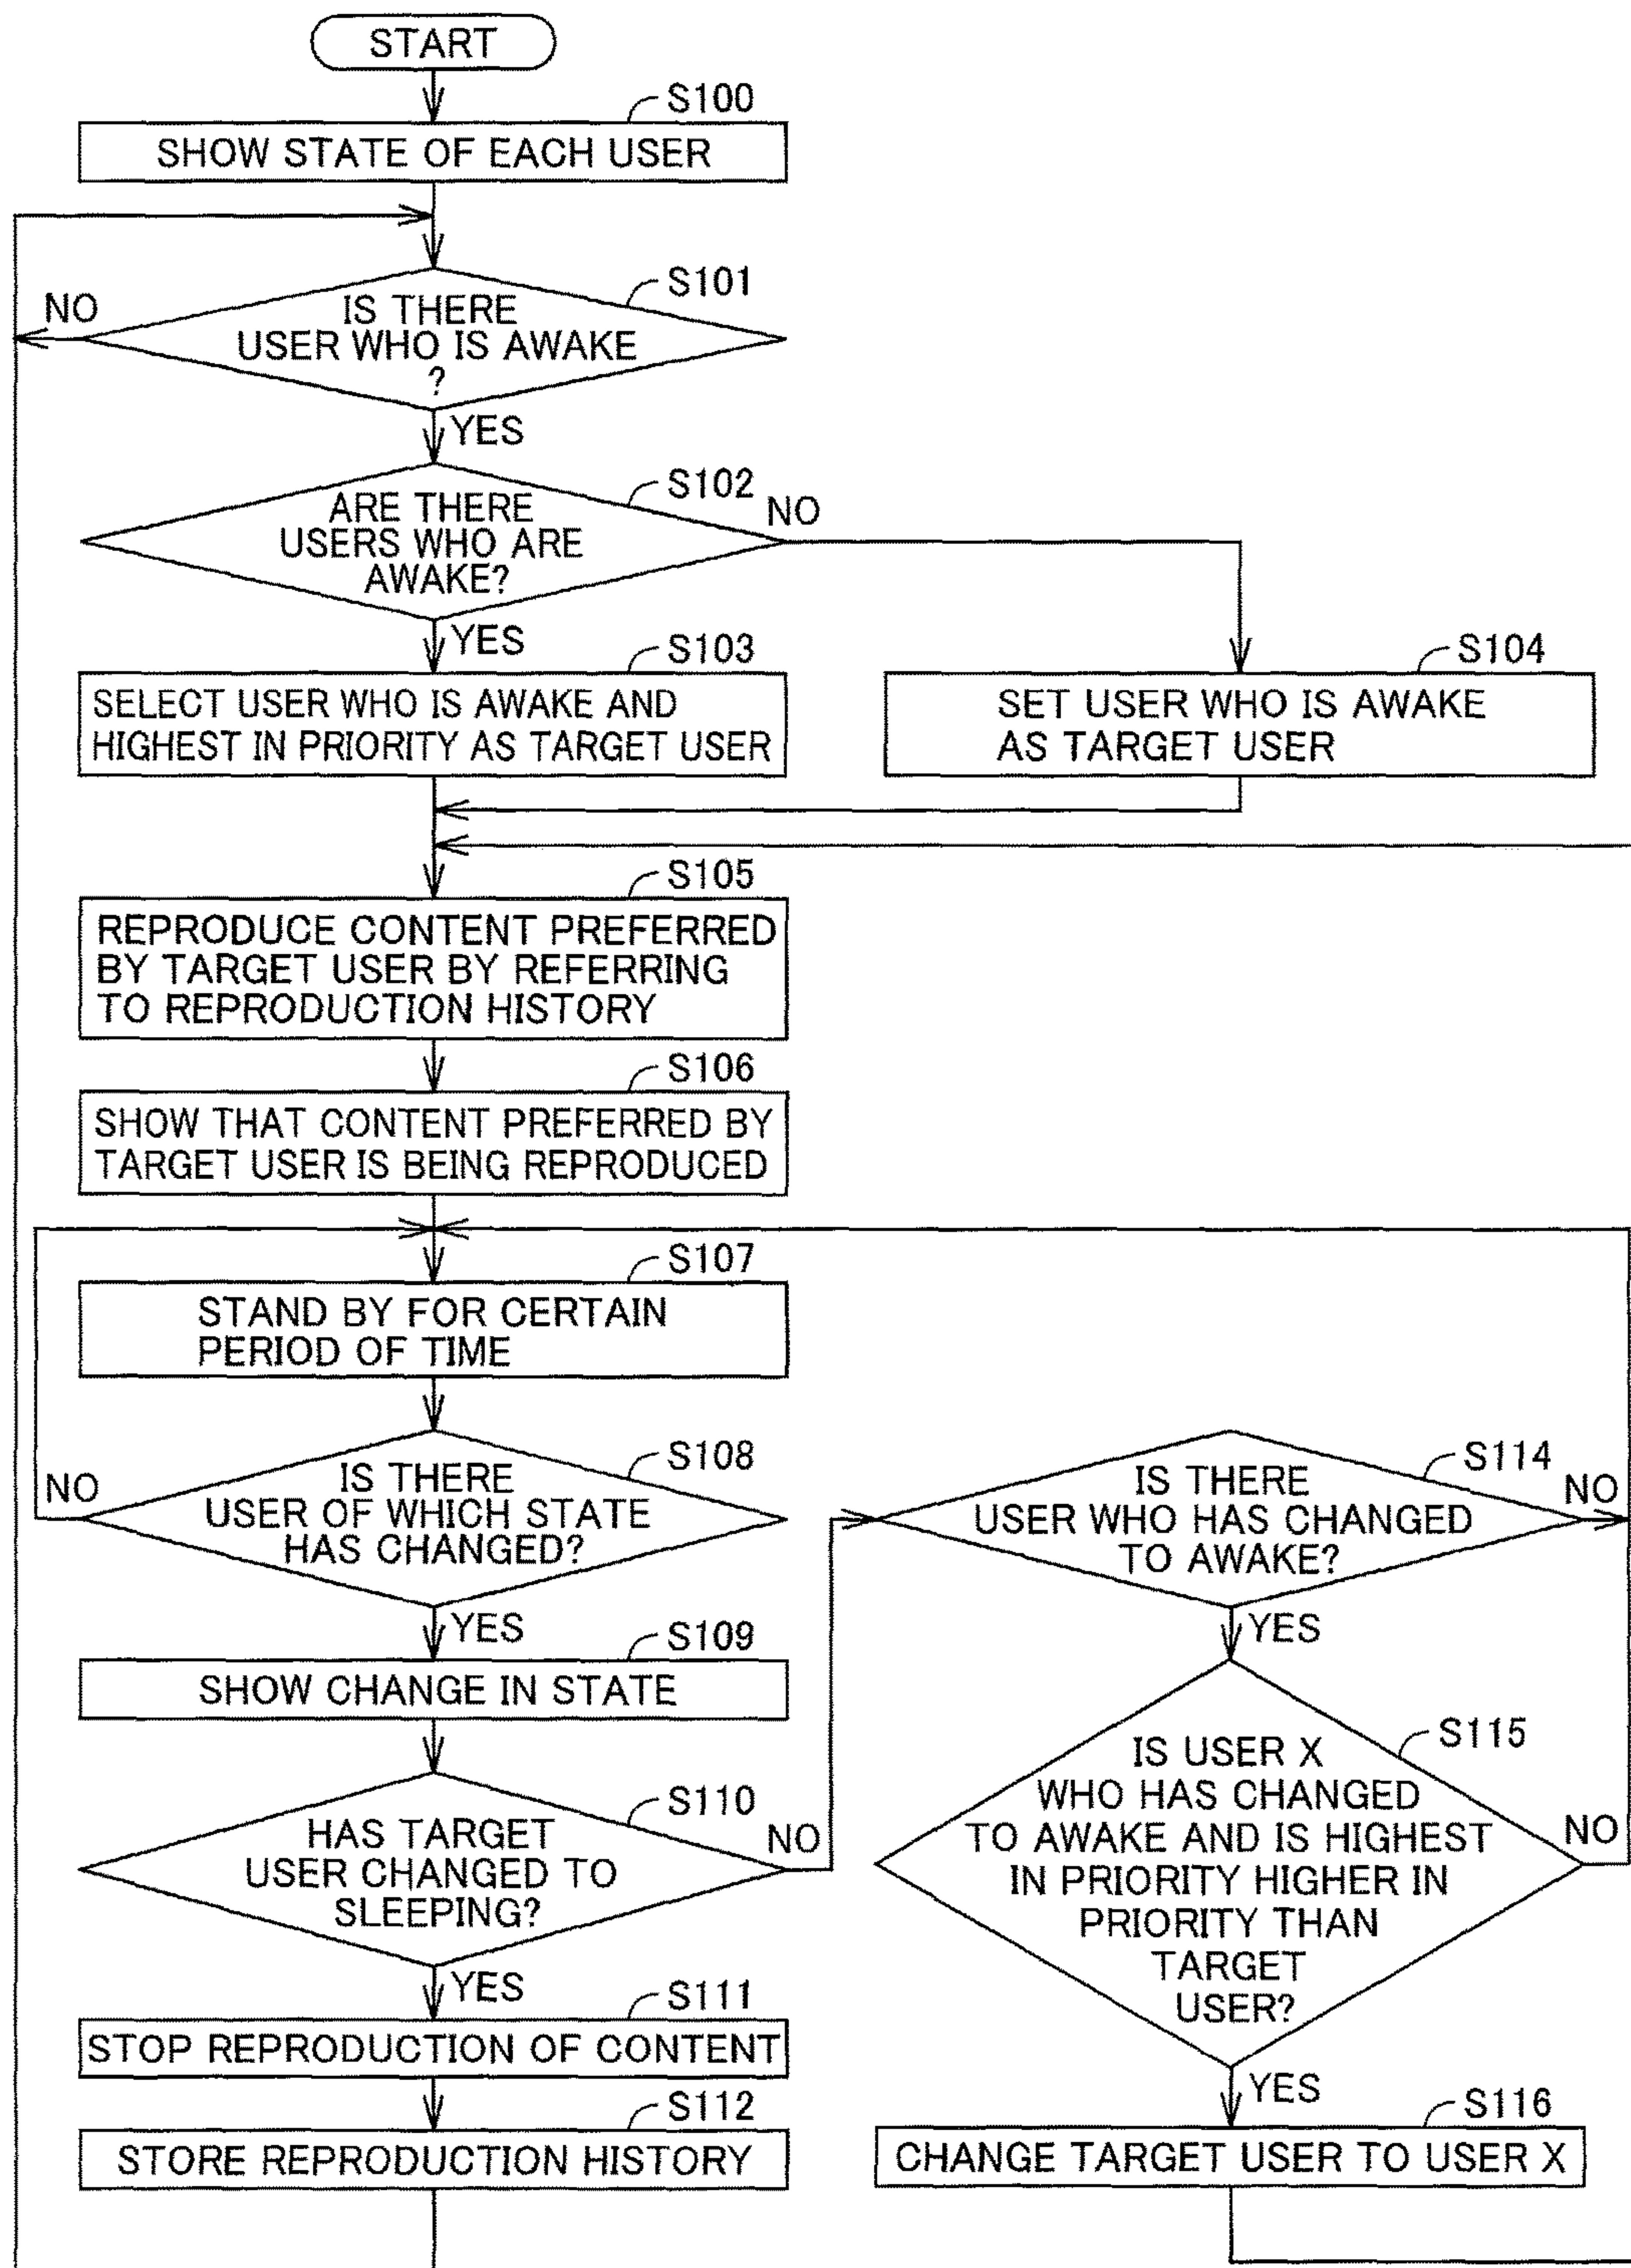 START
S100
SHOW STATE OF EACH USER
S101
NO
IS THERE
USER WHO IS AWAKE
?
YES
S102
NO
ARE THERE
USERS WHO ARE
AWAKE?
YES
S103
SELECT USER WHO IS AWAKE AND
HIGHEST IN PRIORITY AS TARGET USER
S104
SET USER WHO IS AWAKE
AS TARGET USER
S105
REPRODUCE CONTENT PREFERRED
BY TARGET USER BY REFERRING
TO REPRODUCTION HISTORY
S106
SHOW THAT CONTENT PREFERRED BY
TARGET USER IS BEING REPRODUCED
S107
STAND BY FOR CERTAIN
PERIOD OF TIME
S108
NO
IS THERE
USER OF WHICH STATE
HAS CHANGED?
YES
S109
SHOW CHANGE IN STATE
S110
HAS TARGET
USER CHANGED TO
SLEEPING?
NO
YES
S111
STOP REPRODUCTION OF CONTENT
S112
STORE REPRODUCTION HISTORY
S114
IS THERE
USER WHO HAS CHANGED
TO AWAKE?
NO
YES
S115
IS USER X
WHO HAS CHANGED
TO AWAKE AND IS HIGHEST
IN PRIORITY HIGHER IN
PRIORITY THAN
TARGET
USER?
NO
YES
S116
CHANGE TARGET USER TO USER X